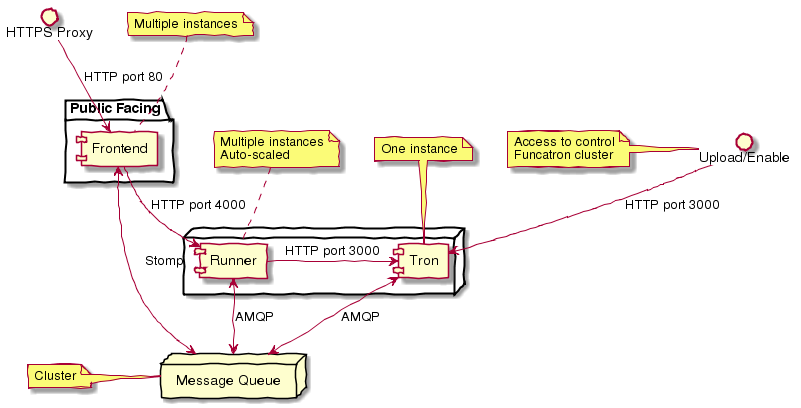 Multiple instances
HTTPS Proxy
HTTP port 80
Public Facing
Frontend
Multiple instances
Auto-scaled
One instance
Access to control
Funcatron cluster
Upload/Enable
HTTP port 4000
HTTP port 3000
HTTP port 3000
Stomp
Runner
Tron
AMQP
AMQP
Cluster
Message Queue